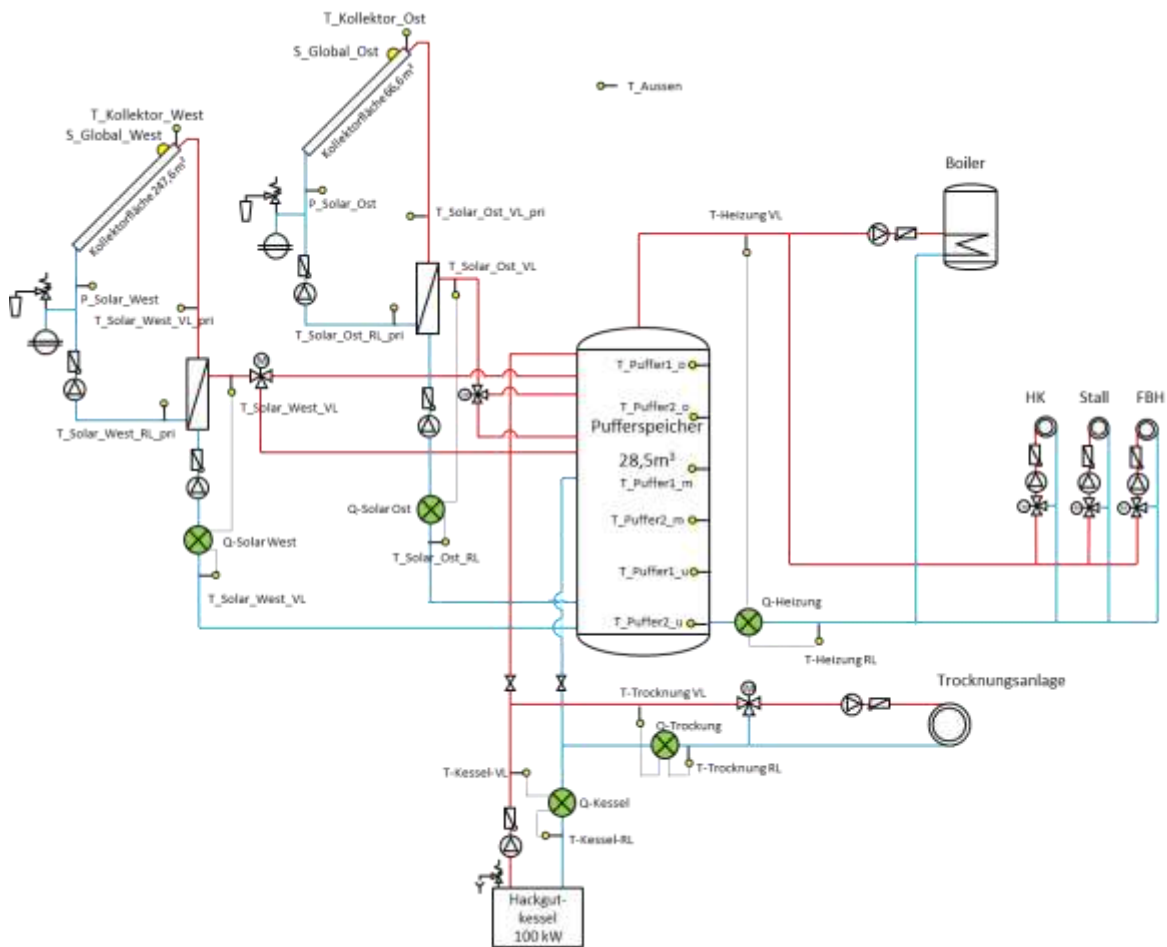 T_Kollektor_Ost
S_Global_Ost
Kollektorfläche 66,6m²
T_Aussen
T_Kollektor_West
S_Global_West
Kollektorfläche 247,6m²
Boiler
P_Solar_Ost
T_Solar_Ost_VL_pri
T-Heizung VL
T_Solar_Ost_VL
P_Solar_West
T_Solar_West_VL_pri
T_Solar_Ost_RL_pri
M
T_Puffer1_o
T_Solar_West_VL
T_Puffer2_o
HK
Stall
FBH
Pufferspeicher
T_Solar_West_RL_pri
28,5m³
T_Puffer1_m
Q-Solar Ost
T_Puffer2_m
Q-Solar West
T_Solar_Ost_RL
T_Puffer1_u
T_Solar_West_VL
Q-Heizung
T_Puffer2_u
T-Heizung RL
Trocknungsanlage
T-Trocknung VL
M
Q-Trockung
T-Trocknung RL
T-Kessel-VL
Q-Kessel
T-Kessel-RL
Hackgut-
kessel
100 kW